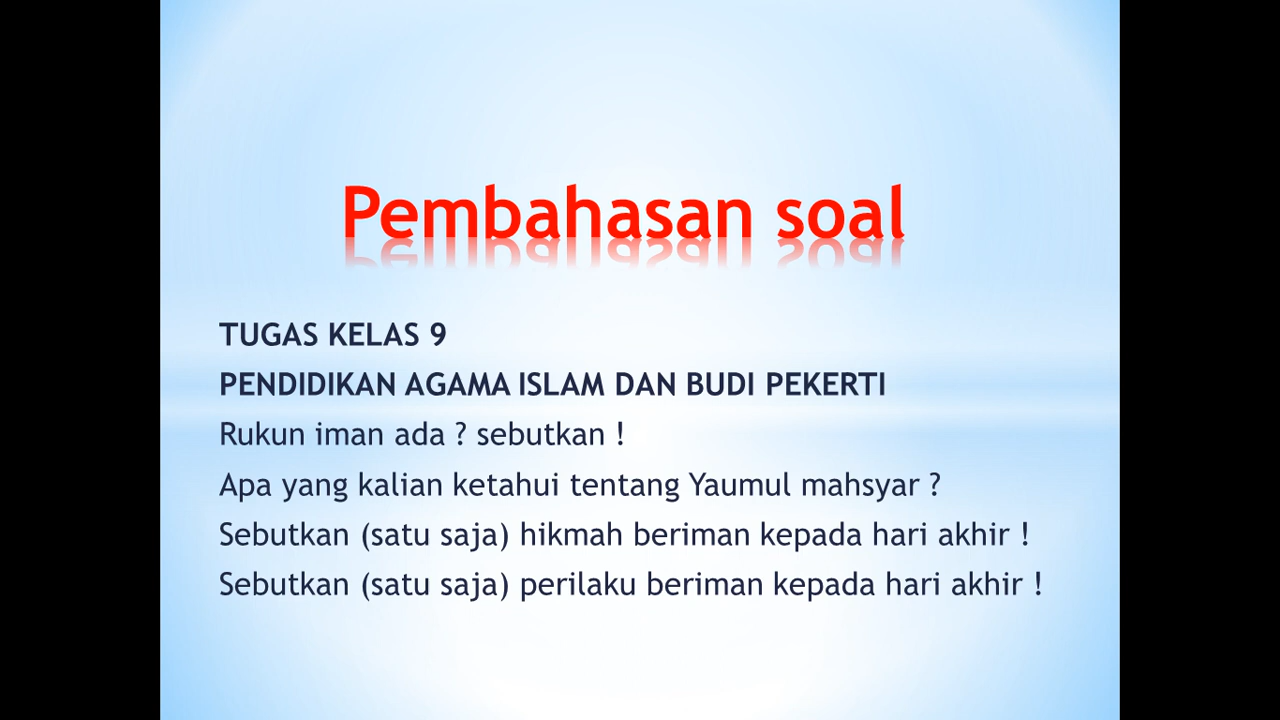 Pembahasan soal
TUGAS KELAS 9
PENDIDIKAN AGAMA ISLAM DAN BUDI PEKERTI
Rukun iman ada ? sebutkan !
Apa yang kalian ketahui tentang Yaumul mahsyar ?
Sebutkan (satu saja) hikmah beriman kepada hari akhir !
Sebutkan (satu saja) perilaku beriman kepada hari akhir !